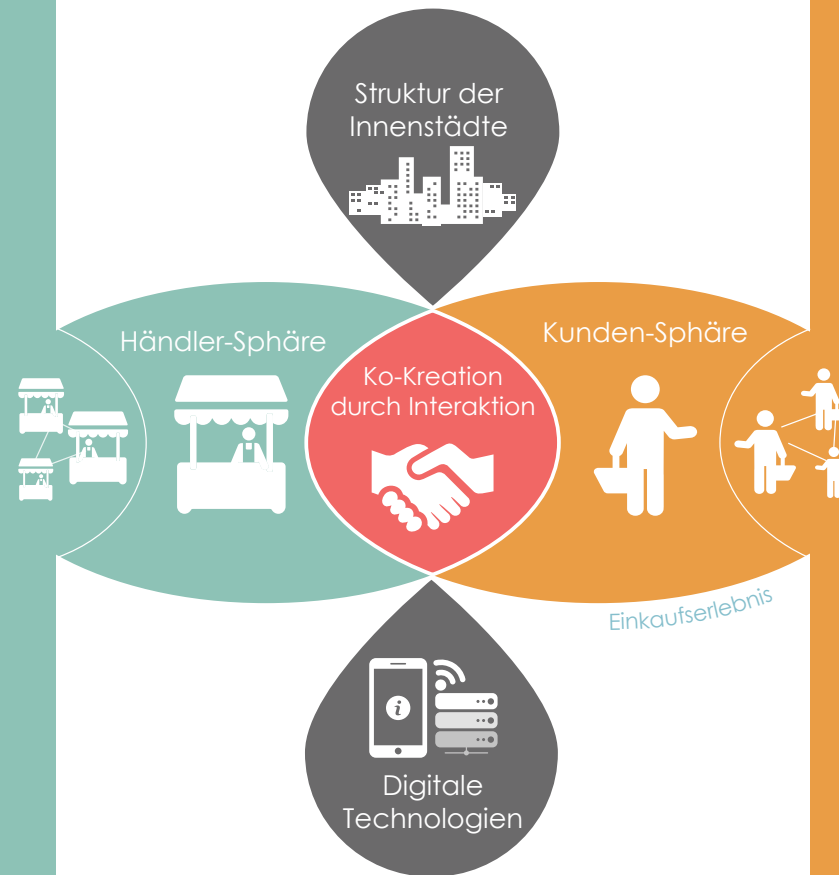 Struktur der
Innenstädte
Händler-Sphäre
Kunden-Sphäre
Ko-Kreation
durch Interaktion
Einkaufserlebnis
i
Digitale
Technologien